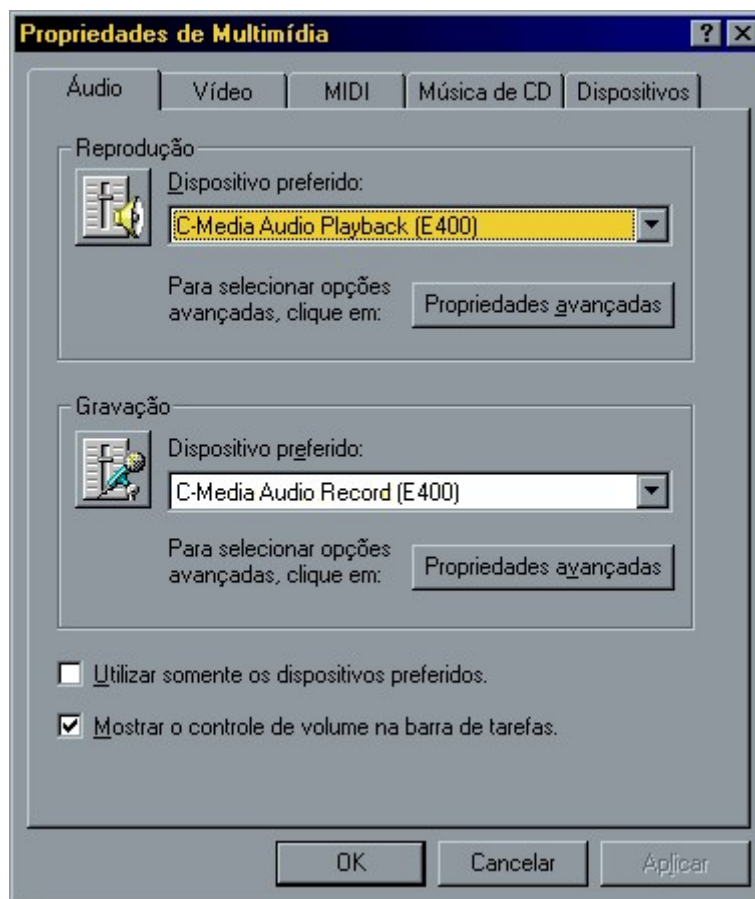 Propriedades de Multimídia
Áudio Vídeo MIDI Música de CD Dispositivos
Reprodução
Dispositivo preferido:
C-Media Audio Playback (E400)
Para selecionar opções
avançadas, clique em:
Propriedades avançadas
Gravação
Dispositivo preferido:
C-Media Audio Record (E400)
Para selecionar opções
avançadas, clique em:
Propriedades avançadas
Utilizar somente os dispositivos preferidos.
Mostrar o controle de volume na barra de tarefas.
OK Cancelar Aplicar